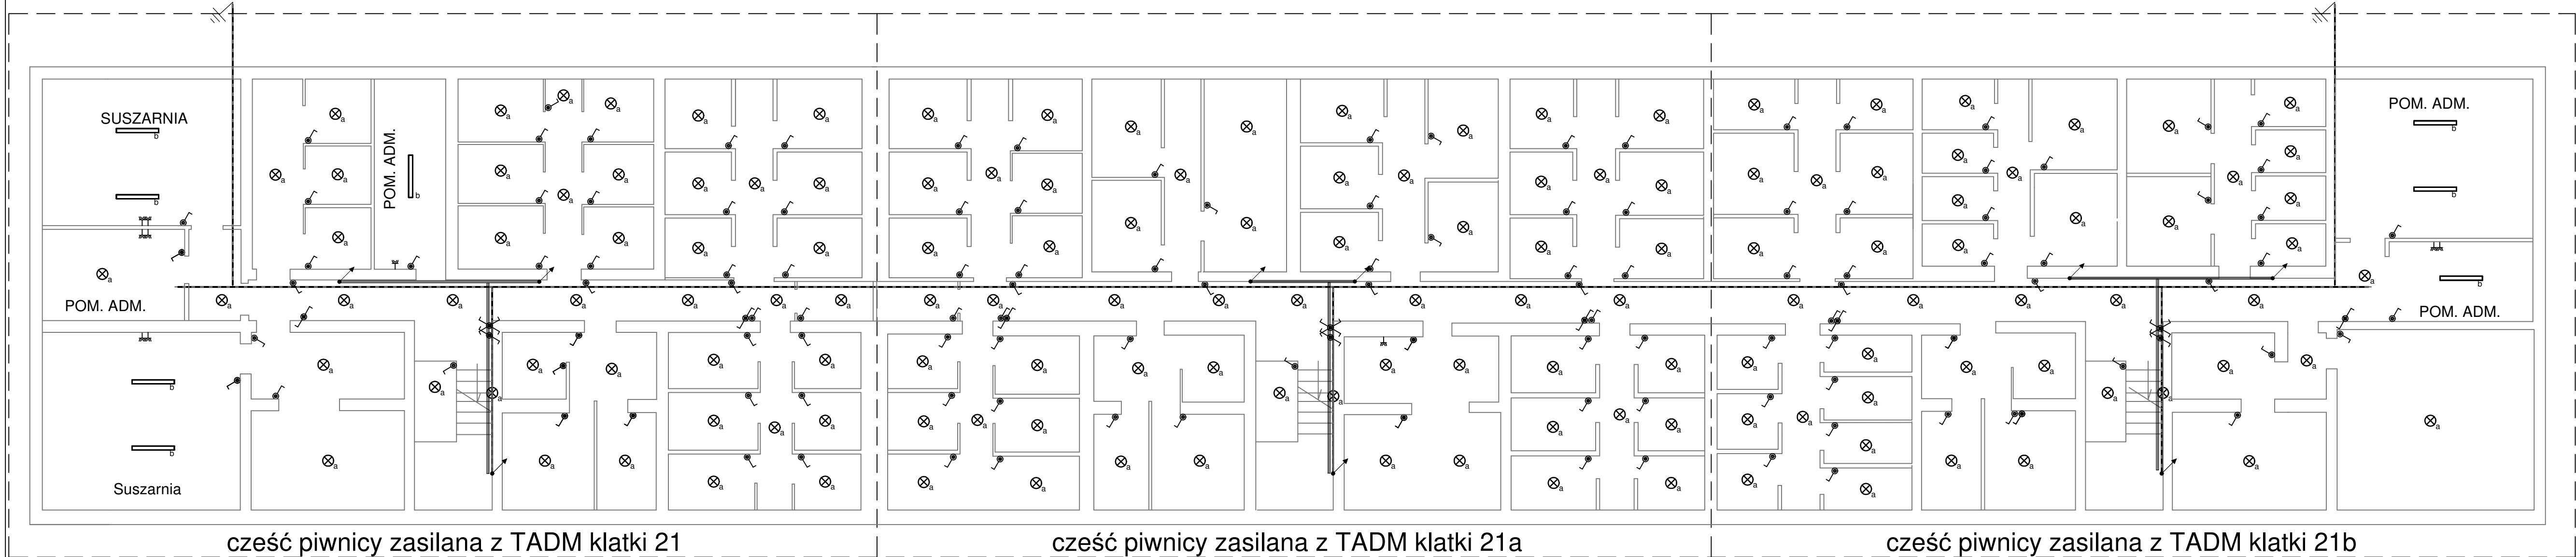 SUSZARNIA
POM. ADM.
POM. ADM.
POM. ADM.
POM. ADM.
Suszarnia
cześć piwnicy zasilana z TADM klatki 21
cześć piwnicy zasilana z TADM klatki 21a
cześć piwnicy zasilana z TADM klatki 21b